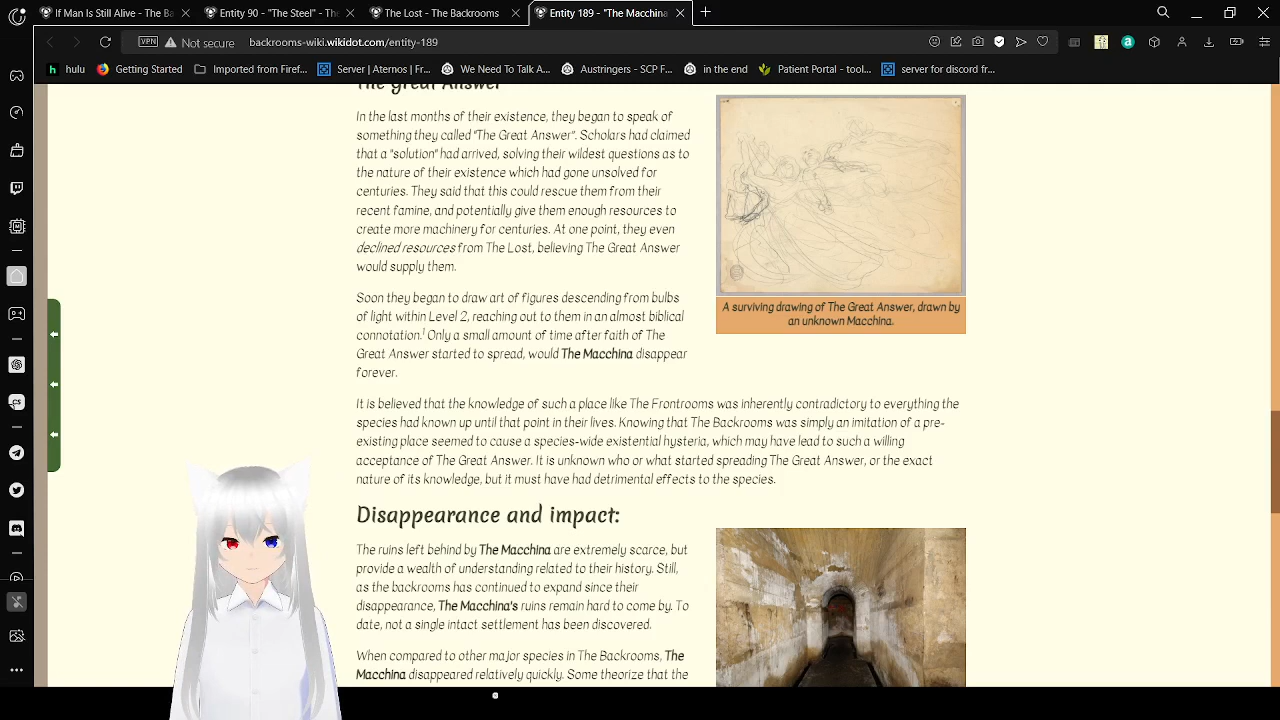 If Man Is Still Alive - The Ba
Entity 90 - "The Steel" - The
The Lost - The Backrooms
Entity 189 - "The Macchina
VPN
Not secure
backrooms-wiki.wikidot.com/entity-189
hulu
Getting Started
Imported from Firef...
Server | Aternos | Fr...
We Need To Talk A...
Austringers - SCP F...
in the end
Patient Portal - tool...
server for discord fr...
The Great Answer
In the last months of their existence, they began to speak of
something they called "The Great Answer". Scholars had claimed
that a "solution" had arrived, solving their wildest questions as to
the nature of their existence which had gone unsolved for
centuries. They said that this could rescue them from their
recent famine, and potentially give them enough resources to
create more machinery for centuries. At one point, they even
declined resources from The Lost, believing The Great Answer
would supply them.
A surviving drawing of The Great Answer, drawn by
an unknown Macchina.
Soon they began to draw art of figures descending from bulbs
of light within Level 2, reaching out to them in an almost biblical
connotation.1 Only a small amount of time after faith of The
Great Answer started to spread, would The Macchina disappear
forever.
It is believed that the knowledge of such a place like The Frontrooms was inherently contradictory to everything the
species had known up until that point in their lives. Knowing that The Backrooms was simply an imitation of a pre-
existing place seemed to cause a species-wide existential hysteria, which may have lead to such a willing
acceptance of The Great Answer. It is unknown who or what started spreading The Great Answer, or the exact
nature of its knowledge, but it must have had detrimental effects to the species.
Disappearance and impact:
The ruins left behind by The Macchina are extremely scarce, but
provide a wealth of understanding related to their history. Still,
as the backrooms has continued to expand since their
disappearance, The Macchina's ruins remain hard to come by. To
date, not a single intact settlement has been discovered.
When compared to other major species in The Backrooms, The
Macchina disappeared relatively quickly. Some theorize that the